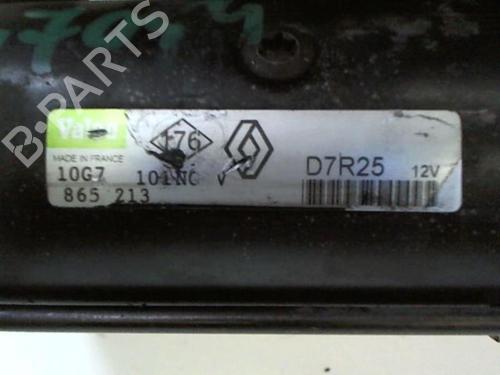 Valeo
176
MADE IN FRANCE
10G7 101NC V
865 213
D7R25 12V
B-PARTS